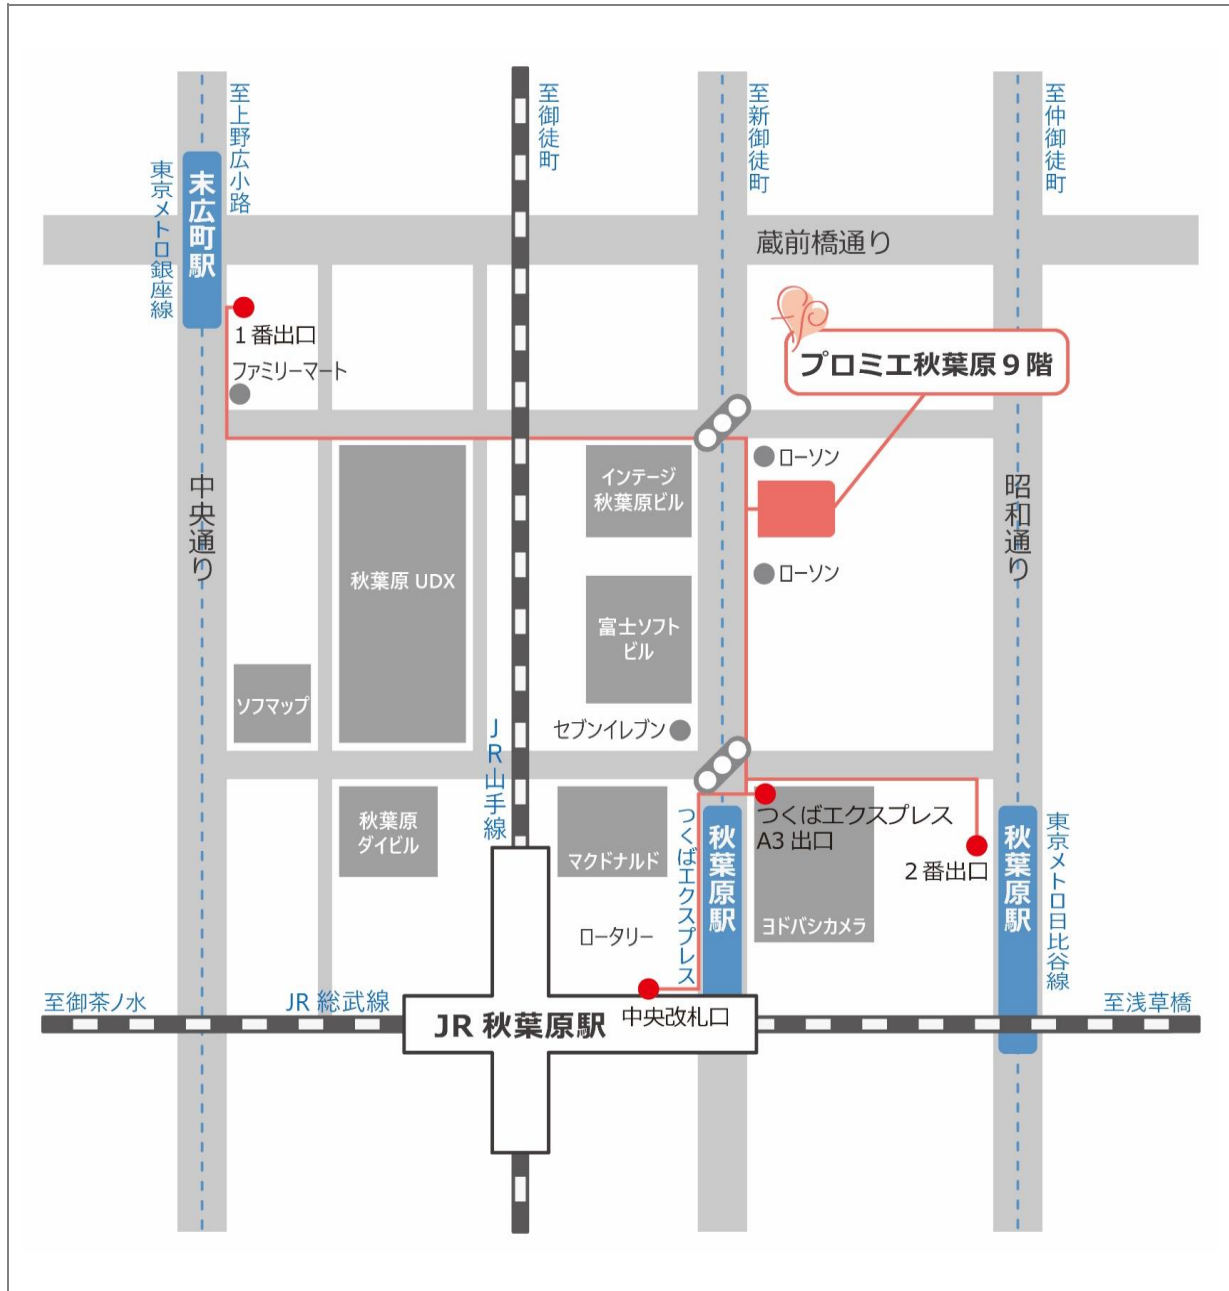 至上野広小路
至御徒町
至新御徒町
至仲御徒町
東京メトロ銀座線
末広町駅
蔵前橋通り
1番出口
ファミリーマート
プロミエ秋葉原9階
中央通り
インテージ
秋葉原ビル
ローソン
昭和通り
秋葉原 UDX
ローソン
富士ソフト
ビル
ソフマップ
セブンイレブン
JR山手線
秋葉原
ダイビル
マクドナルド
つくばエクスプレス
秋葉原駅
つくばエクスプレス
A3 出口
2番出口
秋葉原駅
東京メトロ日比谷線
ロータリー
ヨドバシカメラ
至御茶ノ水
JR 総武線
JR 秋葉原駅
中央改札口
至浅草橋